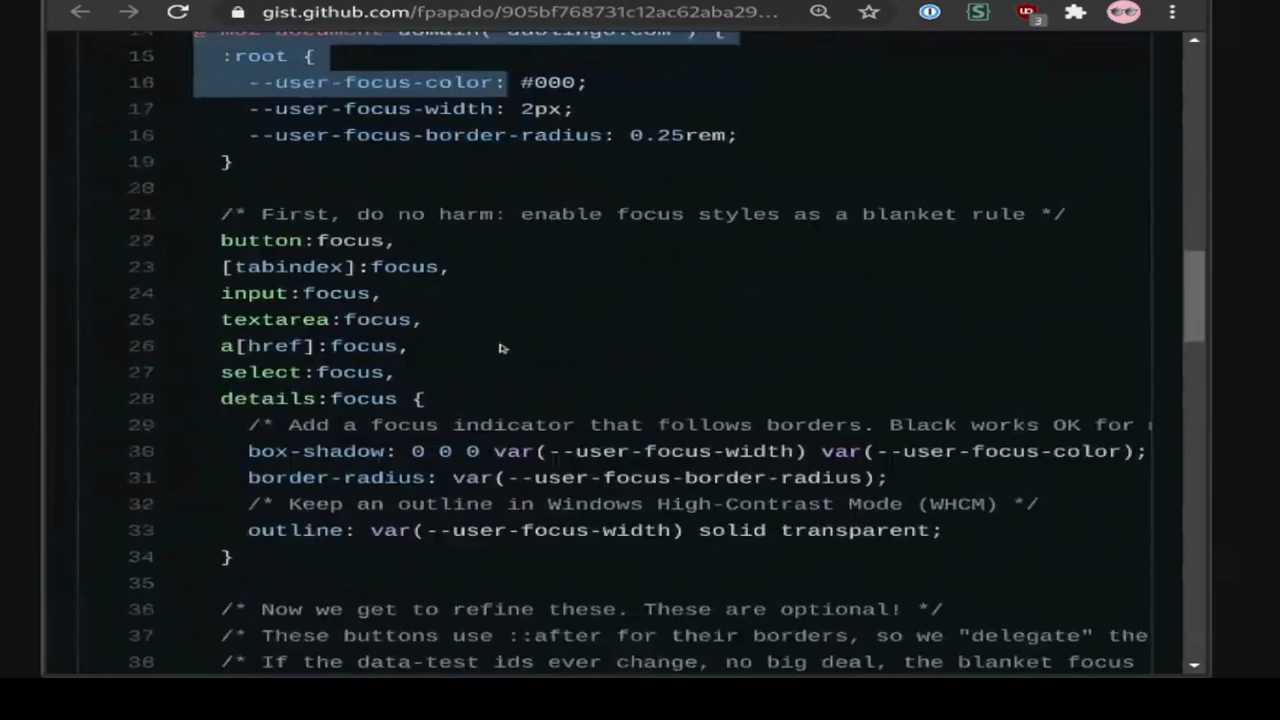 gist.github.com/fpapado/905bf768731c12ac62aba29...
3
14 @-moz-document domain("duolingo.com") {
15 :root {
16 --user-focus-color: #000;
17 --user-focus-width: 2px;
18 --user-focus-border-radius: 0.25rem;
19 }
20
21 /* First, do no harm: enable focus styles as a blanket rule */
22 button:focus,
23 [tabindex]:focus,
24 input:focus,
25 textarea:focus,
26 a[href]:focus,
27 select:focus,
28 details:focus {
29 /* Add a focus indicator that follows borders. Black works OK for
30 box-shadow: 0 0 0 var(--user-focus-width) var(--user-focus-color);
31 border-radius: var(--user-focus-border-radius);
32 /* Keep an outline in Windows High-Contrast Mode (WHCM) */
33 outline: var(--user-focus-width) solid transparent;
34 }
35
36 /* Now we get to refine these. These are optional! */
37 /* These buttons use ::after for their borders, so we "delegate" the
38 /* If the data-test ids ever change, no big deal, the blanket focus